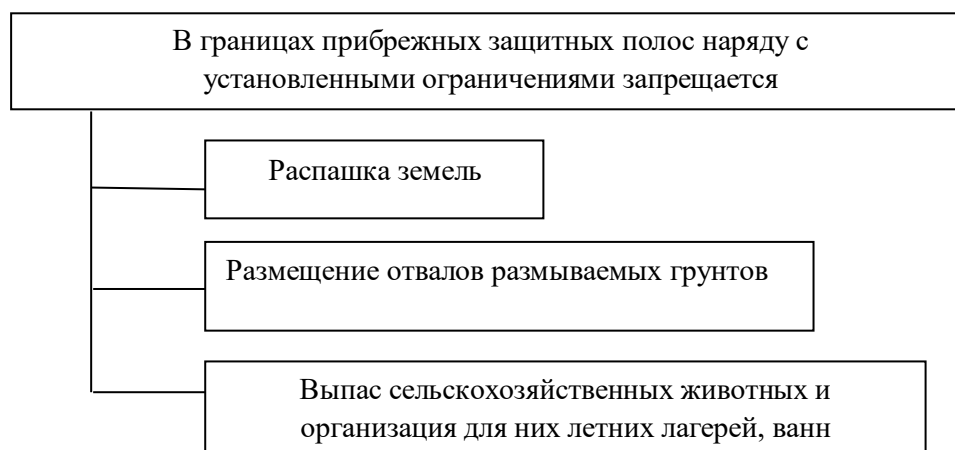 В границах прибрежных защитных полос наряду с
установленными ограничениями запрещается
Распашка земель
Размещение отвалов размываемых грунтов
Выпас сельскохозяйственных животных и
организация для них летних лагерей, ванн